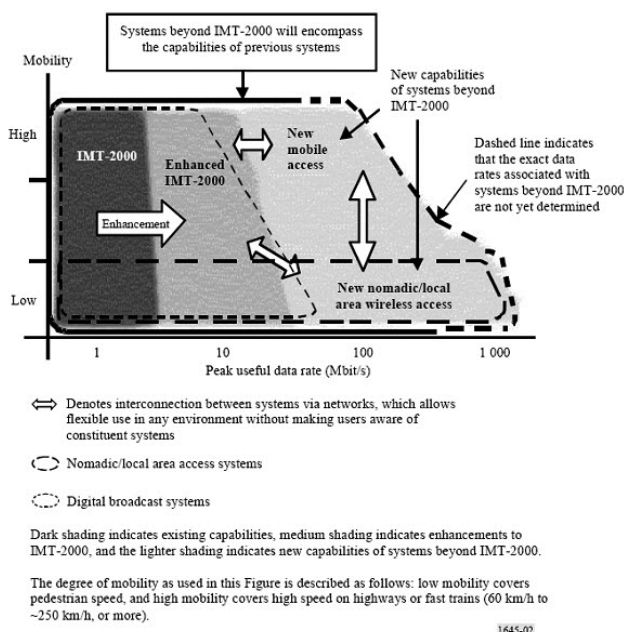 Systems beyond IMT-2000 will encompass
the capabilities of previous systems
Mobility
New capabilities
of systems beyond
IMT-2000
High
IMT-2000
Enhanced
IMT-2000
New
mobile
access
Dashed line indicates
that the exact data
rates associated with
systems beyond IMT-2000
are not yet determined
Enhancement
Low
New nomadic/local
area wireless access
1 10 100 1 000
Peak useful data rate (Mbit/s)
Denotes interconnection between systems via networks, which allows
flexible use in any environment without making users aware of
constituent systems
Nomadic/local area access systems
Digital broadcast systems
Dark shading indicates existing capabilities, medium shading indicates enhancements to
IMT-2000, and the lighter shading indicates new capabilities of systems beyond IMT-2000.
The degree of mobility as used in this Figure is described as follows: low mobility covers
pedestrian speed, and high mobility covers high speed on highways or fast trains (60 km/h to
~250 km/h, or more).
1645-02